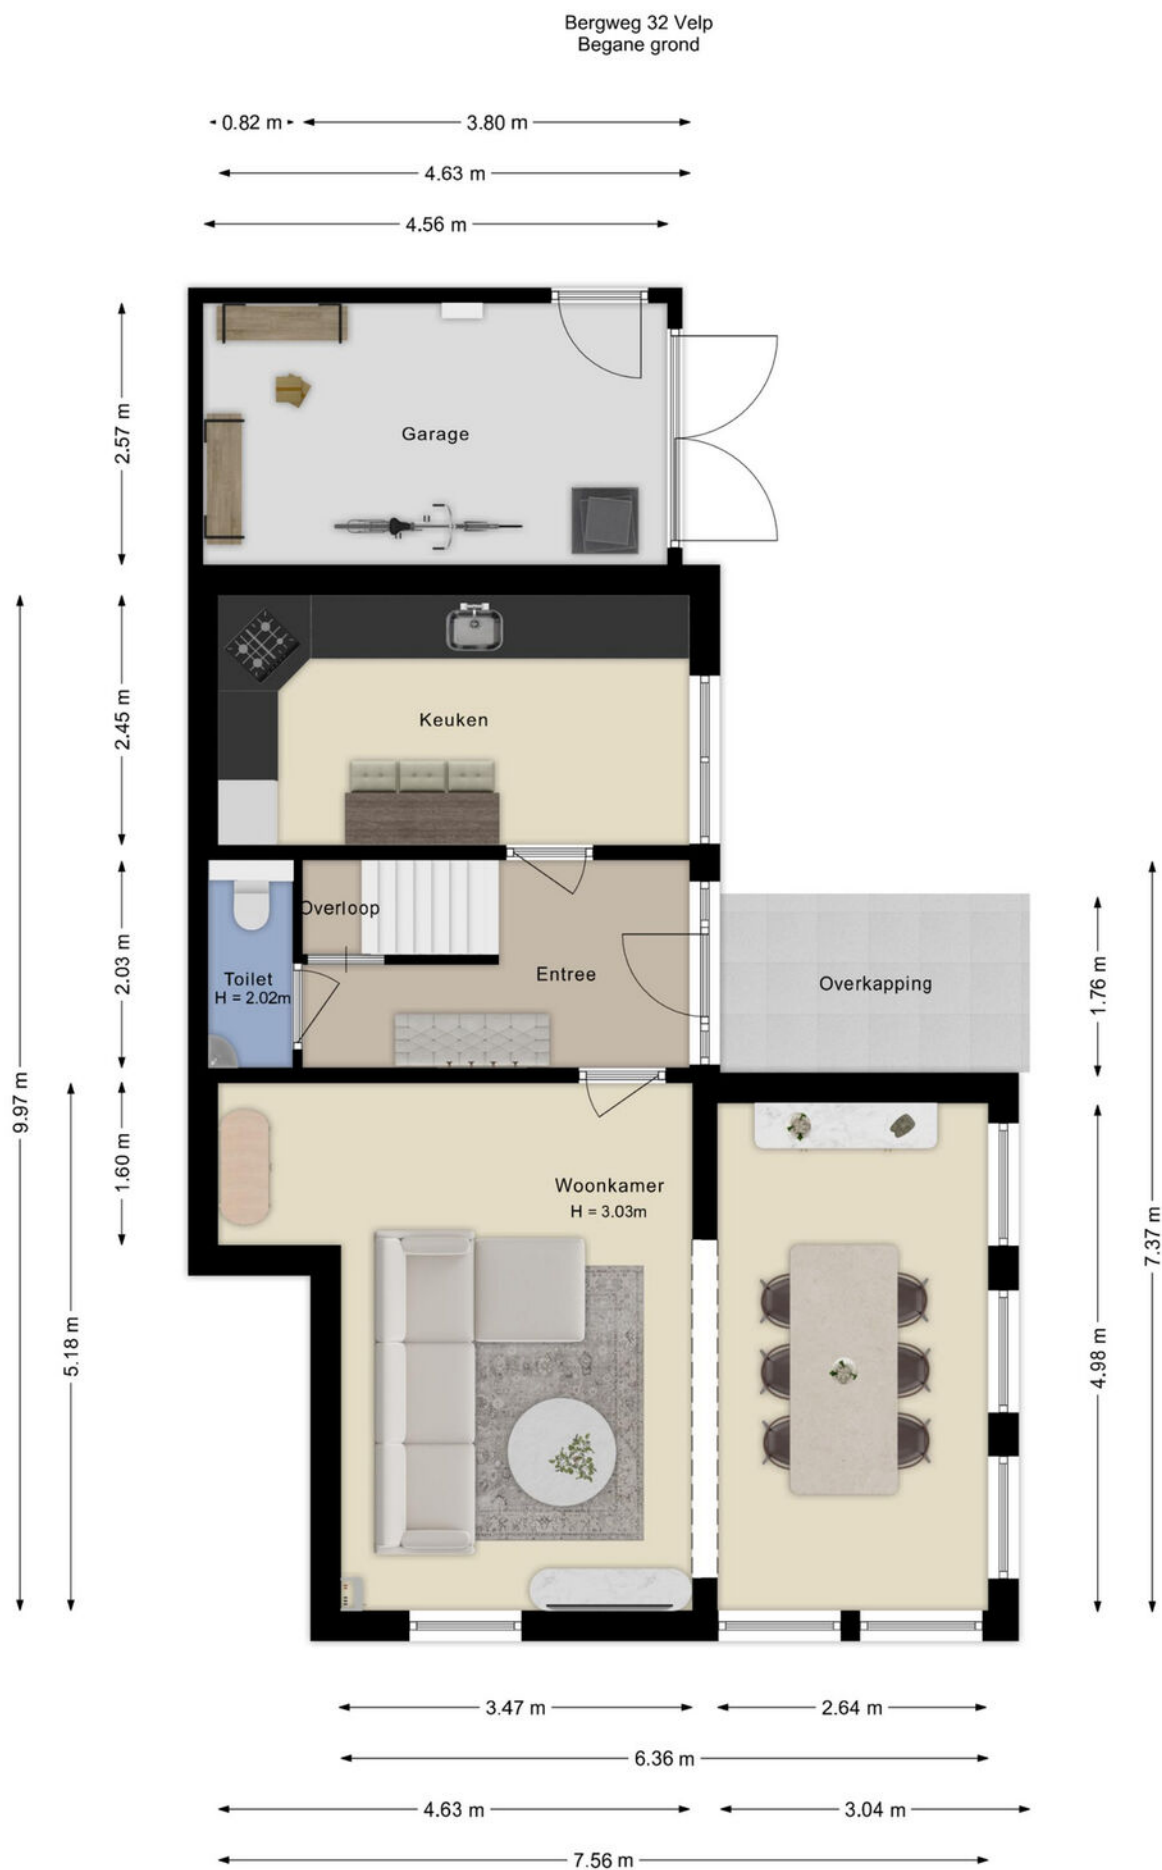 Bergweg 32 Velp
Begane grond
0.82 m
3.80 m
4.63 m
4.56 m
2.57 m
Garage
2.45 m
Keuken
9.97 m
2.03 m
Overloop
Toilet
H = 2.02m
Entree
Overkapping
1.76 m
7.37 m
1.60 m
5.18 m
Woonkamer
H = 3.03m
4.98 m
3.47 m
2.64 m
6.36 m
4.63 m
3.04 m
7.56 m